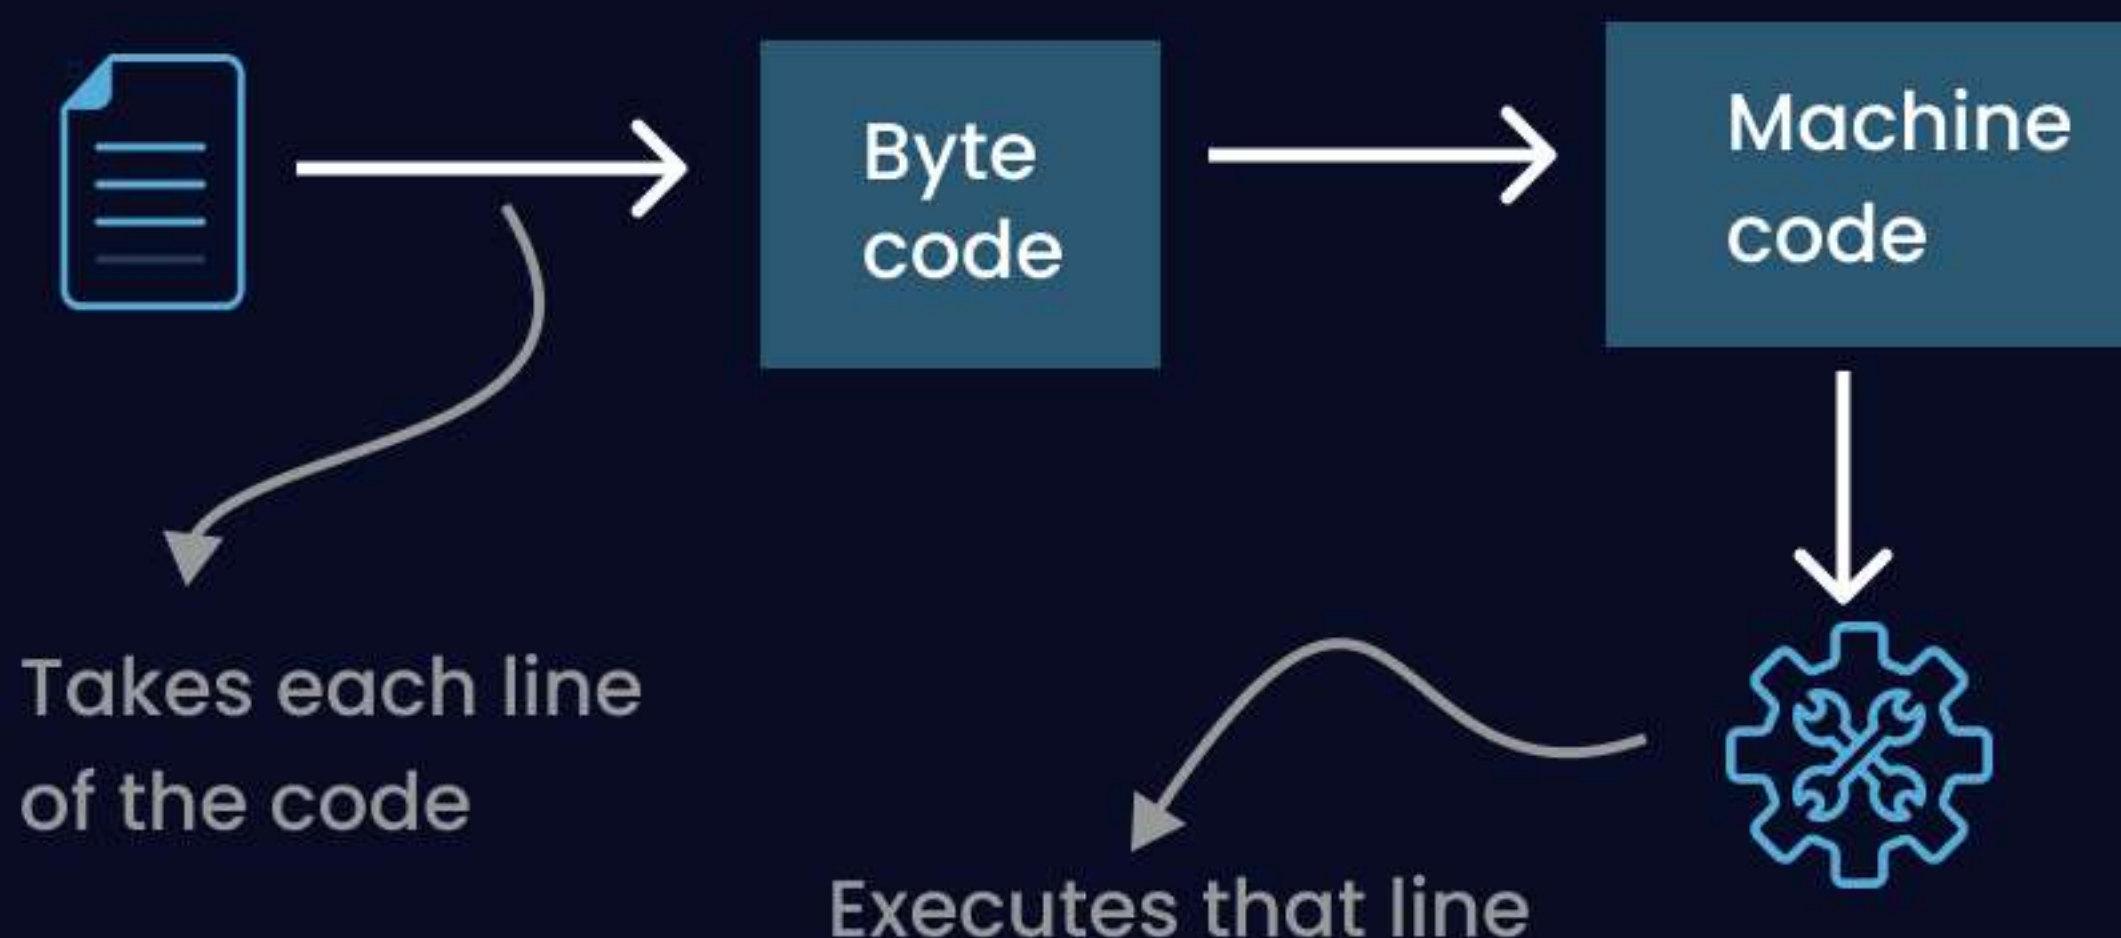 Byte
code
Machine
code
Takes each line
of the code
Executes that line